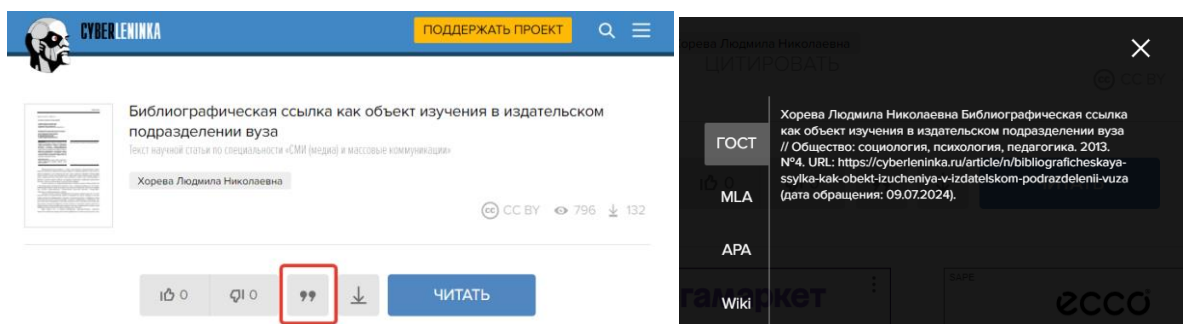 CYBERLENINKA
ПОДДЕРЖАТЬ ПРОЕКТ
Библиографическая ссылка как объект изучения в издательском
подразделении вуза
Текст научной статьи по специальности «СМИ (медиа) и массовые коммуникации»
Хорева Людмила Николаевна
CC BY 796 132
0 0 ЧИТАТЬ
Хорева Людмила Николаевна
ЦИТИРОВАТЬ
CC BY
ГОСТ
MLA
APA
Wiki
Хорева Людмила Николаевна Библиографическая ссылка
как объект изучения в издательском подразделении вуза
// Общество: социология, психология, педагогика. 2013.
№4. URL: https://cyberleninka.ru/article/n/bibliograficheskaya-
ssylka-kak-obekt-izucheniya-v-izdatelskom-podrazdelenii-vuza
(дата обращения: 09.07.2024).
ЧИТАТЬ
гамаркет
SAPE
ecco